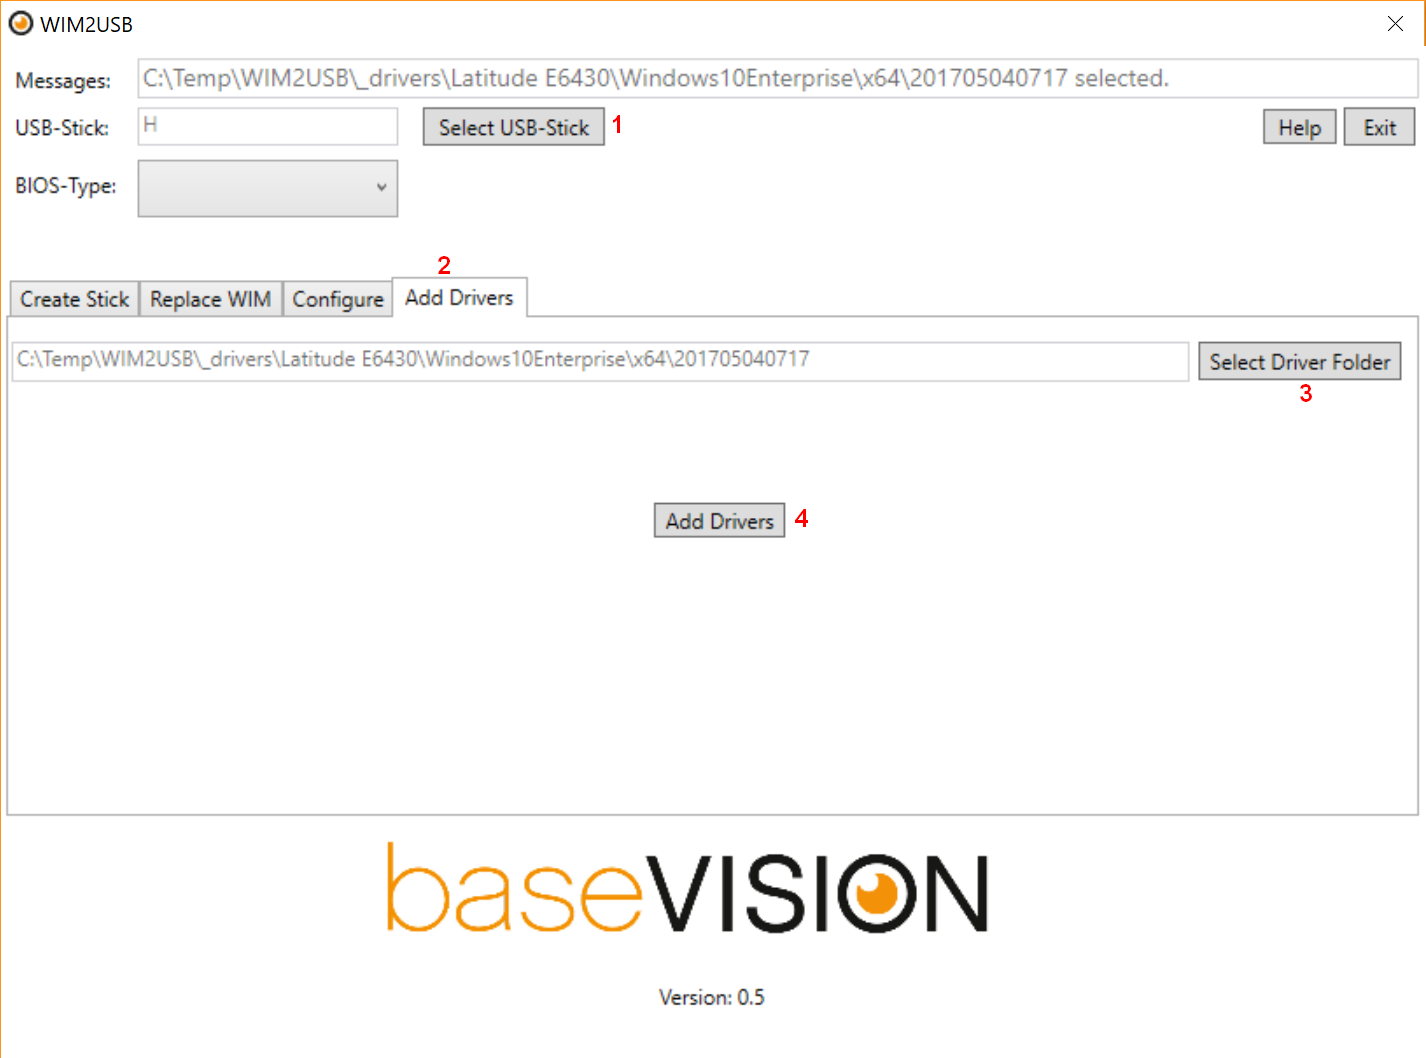 WIM2USB
Messages: C:\Temp\WIM2USB\_drivers\Latitude E6430\Windows10Enterprise\x64\201705040717 selected.
USB-Stick: H Select USB-Stick 1 Help Exit
BIOS-Type:
2
Create Stick Replace WIM Configure Add Drivers
C:\Temp\WIM2USB\_drivers\Latitude E6430\Windows10Enterprise\x64\201705040717 Select Driver Folder
3
Add Drivers 4
baseVISION
Version: 0.5